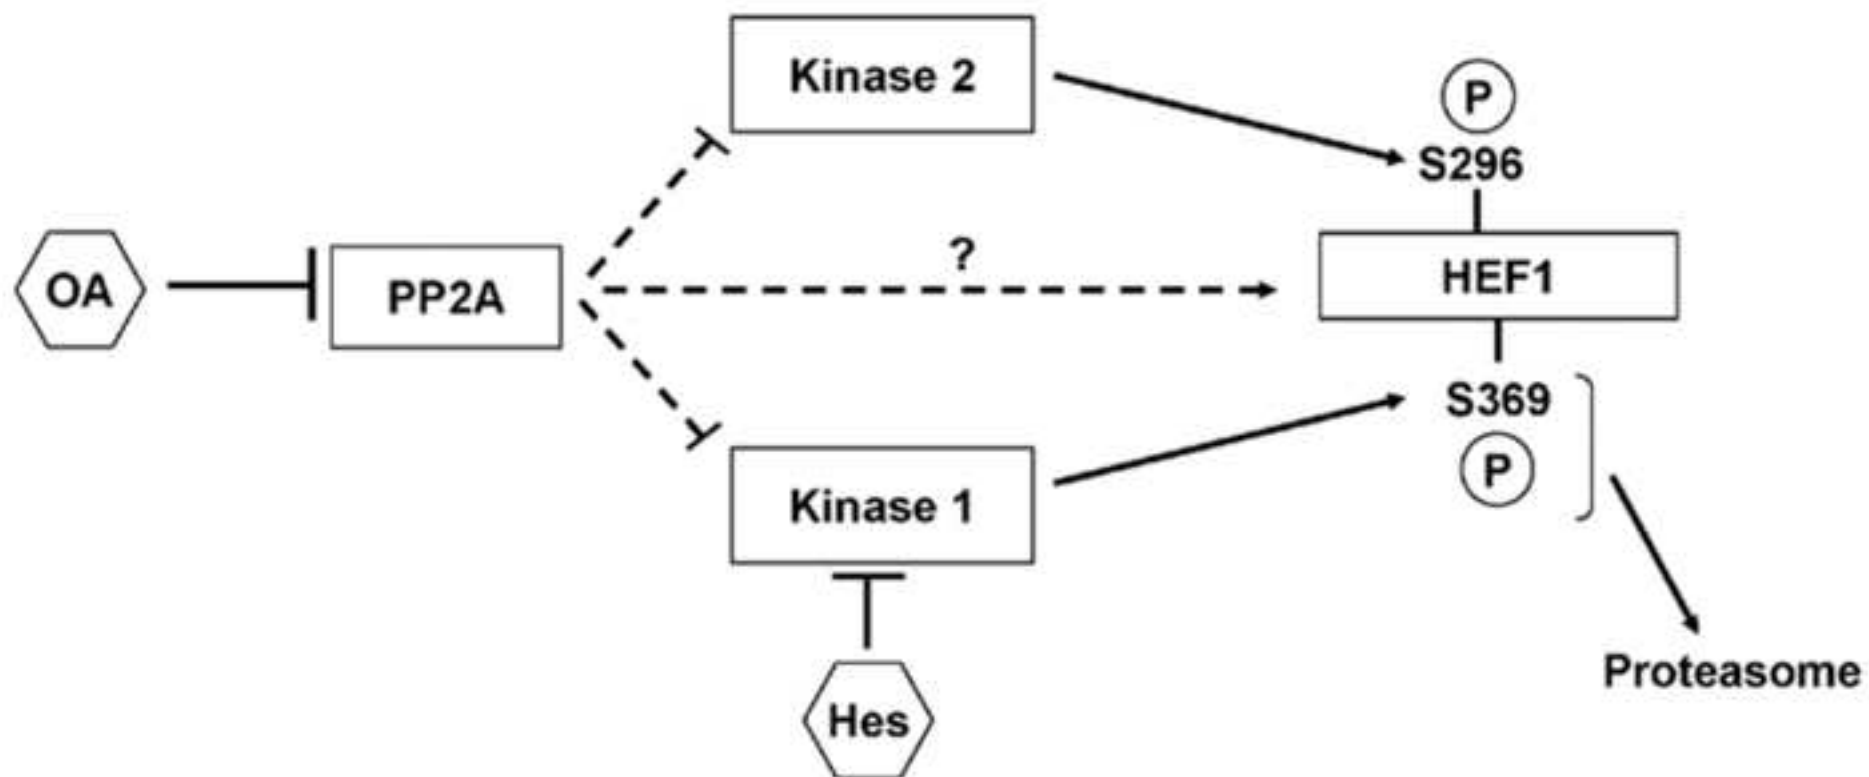 Kinase 2
P
S296
OA
PP2A
?
HEF1
S369
P
Kinase 1
Hes
Proteasome